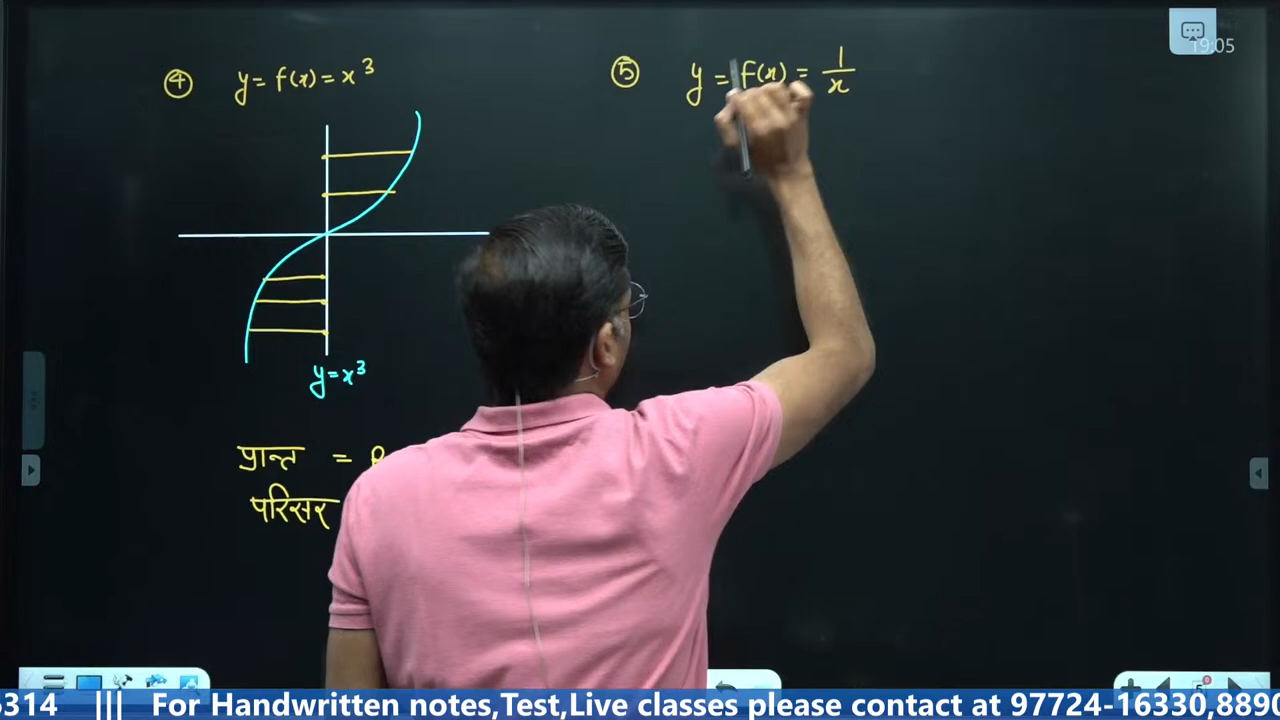 ④ y = f(x) = x³
y = x³
प्रान्त =
परिसर
⑤ y = f(x) = 1/x
19:05
5314 ||| For Handwritten notes,Test,Live classes please contact at 97724-16330,8890